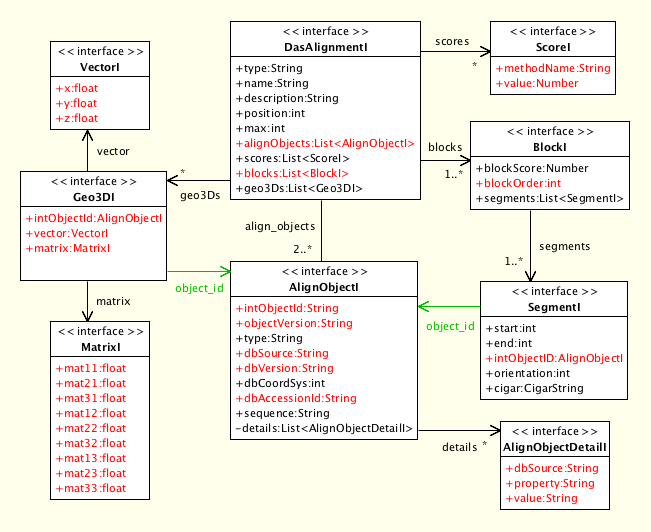 << interface >>
VectorI
+x:float
+y:float
+z:float
<< interface >>
DasAlignmentI
+type:String
+name:String
+description:String
+position:int
+max:int
+alignObjects:List<AlignObjectI>
+scores:List<ScoreI>
+blocks:List<BlockI>
+geo3Ds:List<Geo3DI>
scores
*
<< interface >>
ScoreI
+methodName:String
+value:Number
blocks
1..*
<< interface >>
BlockI
+blockScore:Number
+blockOrder:int
+segments:List<SegmentI>
vector
*
geo3Ds
<< interface >>
Geo3DI
+intObjectId:AlignObjectI
+vector:VectorI
+matrix:MatrixI
align_objects
2..*
segments
1..*
object_id
matrix
<< interface >>
AlignObjectI
+intObjectId:String
+objectVersion:String
+type:String
+dbSource:String
+dbVersion:String
+dbCoordSys:int
+dbAccessionId:String
+sequence:String
-details:List<AlignObjectDetailI>
object_id
<< interface >>
SegmentI
+start:int
+end:int
+intObjectID:AlignObjectI
+orientation:int
+cigar:CigarString
<< interface >>
MatrixI
+mat11:float
+mat21:float
+mat31:float
+mat12:float
+mat22:float
+mat32:float
+mat13:float
+mat23:float
+mat33:float
details *
<< interface >>
AlignObjectDetailI
+dbSource:String
+property:String
+value:String